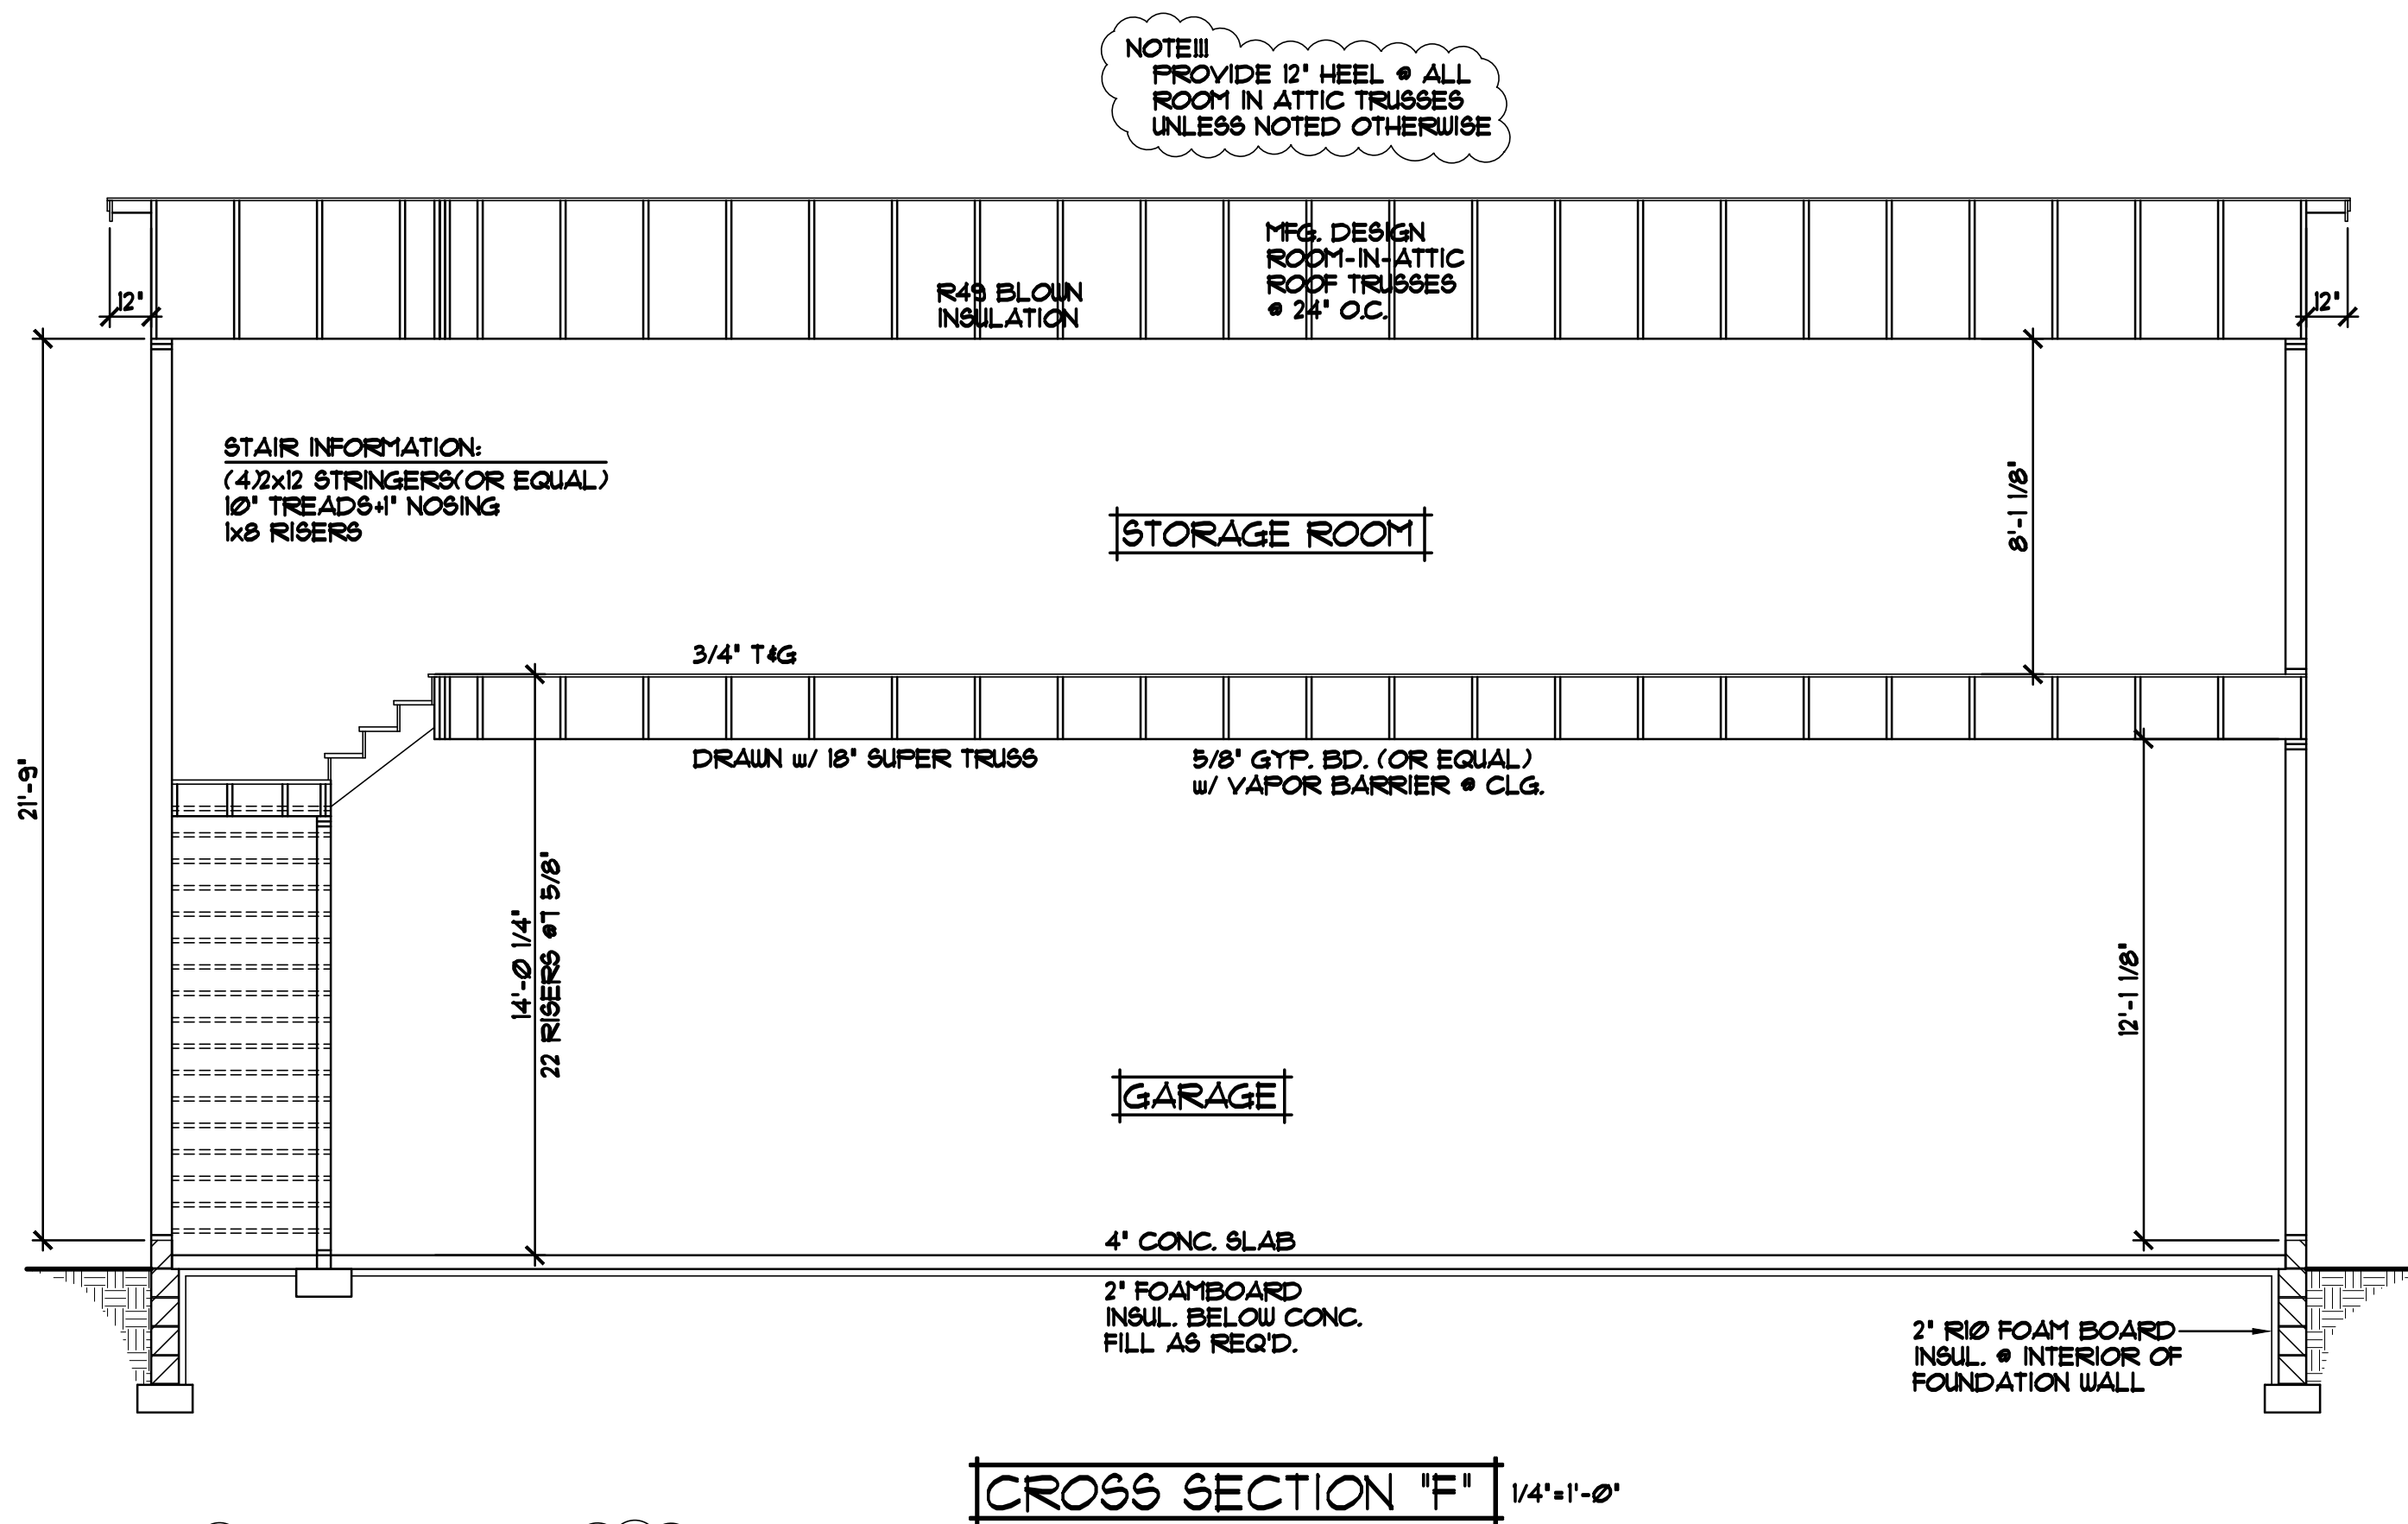 NOTE!!!
PROVIDE 12" HEEL @ ALL
ROOM IN ATTIC TRUSSES
UNLESS NOTED OTHERWISE
MFG. DESIGN
ROOM-IN-ATTIC
ROOF TRUSSES
@ 24" O.C.
R49 BLOWN
INSULATION
12"
12"
STAIR INFORMATION:
(4)2x12 STRINGERS(OR EQUAL)
10" TREADS+1" NOSING
1x8 RISERS
STORAGE ROOM
8'-1 1/8"
3/4" T&G
21'-9"
DRAWN w/ 18" SUPER TRUSS
5/8" GYP. BD. (OR EQUAL)
w/ VAPOR BARRIER @ CLG.
14'-0 1/4"
22 RISERS @7 5/8"
12'-1 1/8"
GARAGE
4" CONC. SLAB
2" FOAMBOARD
INSUL. BELOW CONC.
FILL AS REQ'D.
2" R10 FOAM BOARD
INSUL. @ INTERIOR OF
FOUNDATION WALL
CROSS SECTION "F"
1/4"=1'-0"